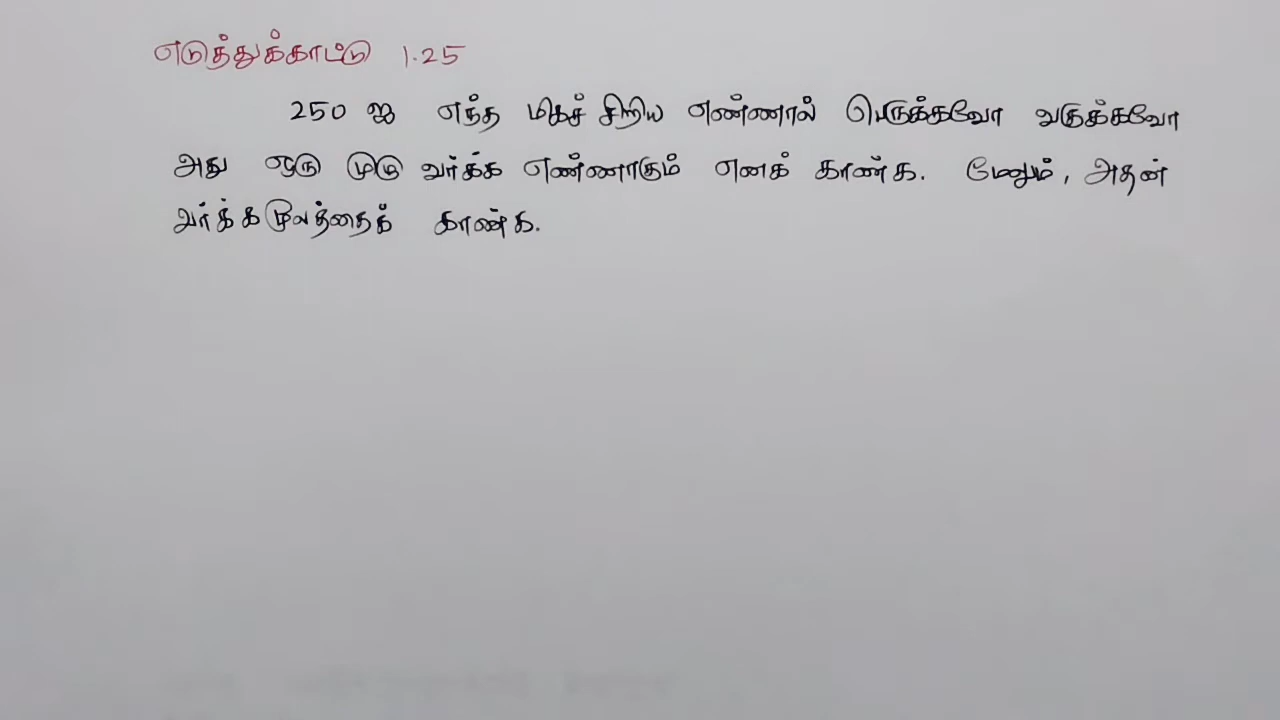 எடுத்துக்காட்டு 1.25
250 ஐ எந்த மிகச் சிறிய எண்ணால் பெருக்கவோ வகுக்கவோ
அது ஒரு முழு வர்க்க எண்ணாகும் எனக் காண்க. மேலும், அதன்
வர்க்கமூலத்தைக் காண்க.